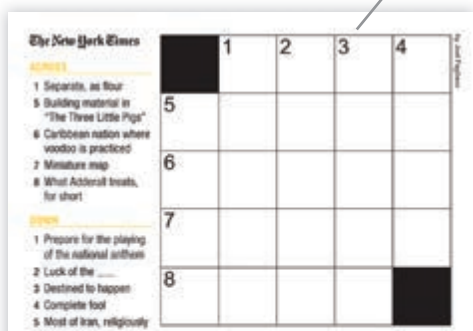 The New York Times
ACROSS
1 Separate, as flour
5 Building material in
"The Three Little Pigs"
6 Caribbean nation where
voodoo is practiced
7 Miniature map
8 What Adderall treats,
for short
DOWN
1 Prepare for the playing
of the national anthem
2 Luck of the ___
3 Destined to happen
4 Complete fool
5 Most of Iran, religiously
1 2 3 4
5
6
7
8
by Joel Fagliano